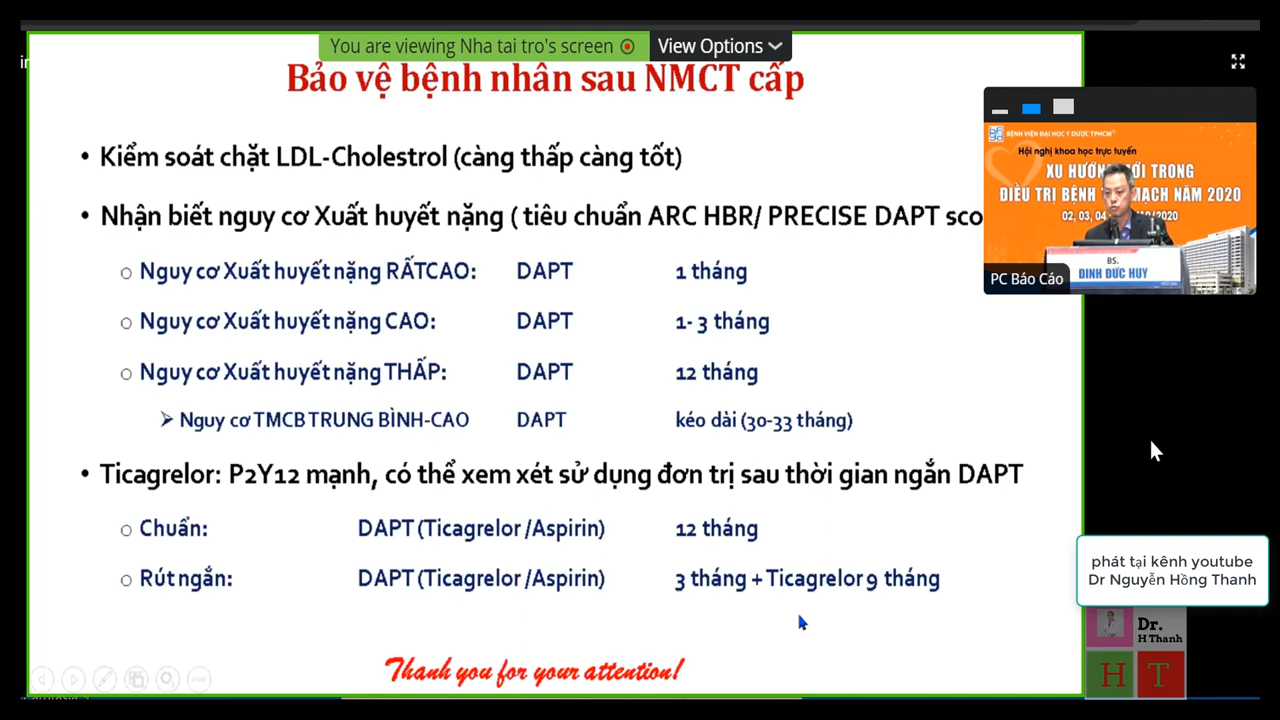 You are viewing Nha tai tro's screen
View Options
Bảo vệ bệnh nhân sau NMCT cấp
• Kiểm soát chặt LDL-Cholestrol (càng thấp càng tốt)
• Nhận biết nguy cơ Xuất huyết nặng ( tiêu chuẩn ARC HBR/ PRECISE DAPT sco
o Nguy cơ Xuất huyết nặng RẤTCAO: DAPT 1 tháng
o Nguy cơ Xuất huyết nặng CAO: DAPT 1- 3 tháng
o Nguy cơ Xuất huyết nặng THẤP: DAPT 12 tháng
➢ Nguy cơ TMCB TRUNG BÌNH-CAO DAPT kéo dài (30-33 tháng)
• Ticagrelor: P2Y12 mạnh, có thể xem xét sử dụng đơn trị sau thời gian ngắn DAPT
o Chuẩn: DAPT (Ticagrelor /Aspirin) 12 tháng
o Rút ngắn: DAPT (Ticagrelor /Aspirin) 3 tháng + Ticagrelor 9 tháng
Thank you for your attention!
BỆNH VIỆN ĐẠI HỌC Y DƯỢC TPHCM
Hội nghị khoa học trực tuyến
XU HƯỚNG MỚI TRONG
ĐIỀU TRỊ BỆNH MẠCH NĂM 2020
02, 03, 04 /2020
BS.
ĐINH ĐỨC HUY
PC Báo Cáo
phát tại kênh youtube
Dr Nguyễn Hồng Thanh
Dr.
H Thanh
H T